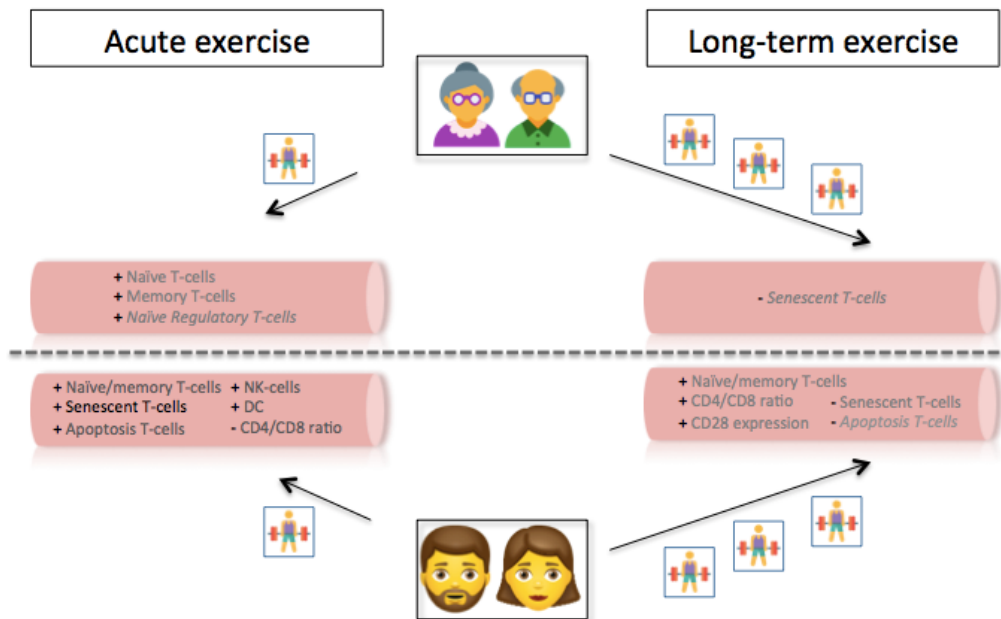 Acute exercise
Long-term exercise
+ Naïve T-cells
+ Memory T-cells
+ Naïve Regulatory T-cells
- Senescent T-cells
+ Naïve/memory T-cells + NK-cells
+ Senescent T-cells + DC
+ Apoptosis T-cells - CD4/CD8 ratio
+ Naïve/memory T-cells
+ CD4/CD8 ratio - Senescent T-cells
+ CD28 expression - Apoptosis T-cells